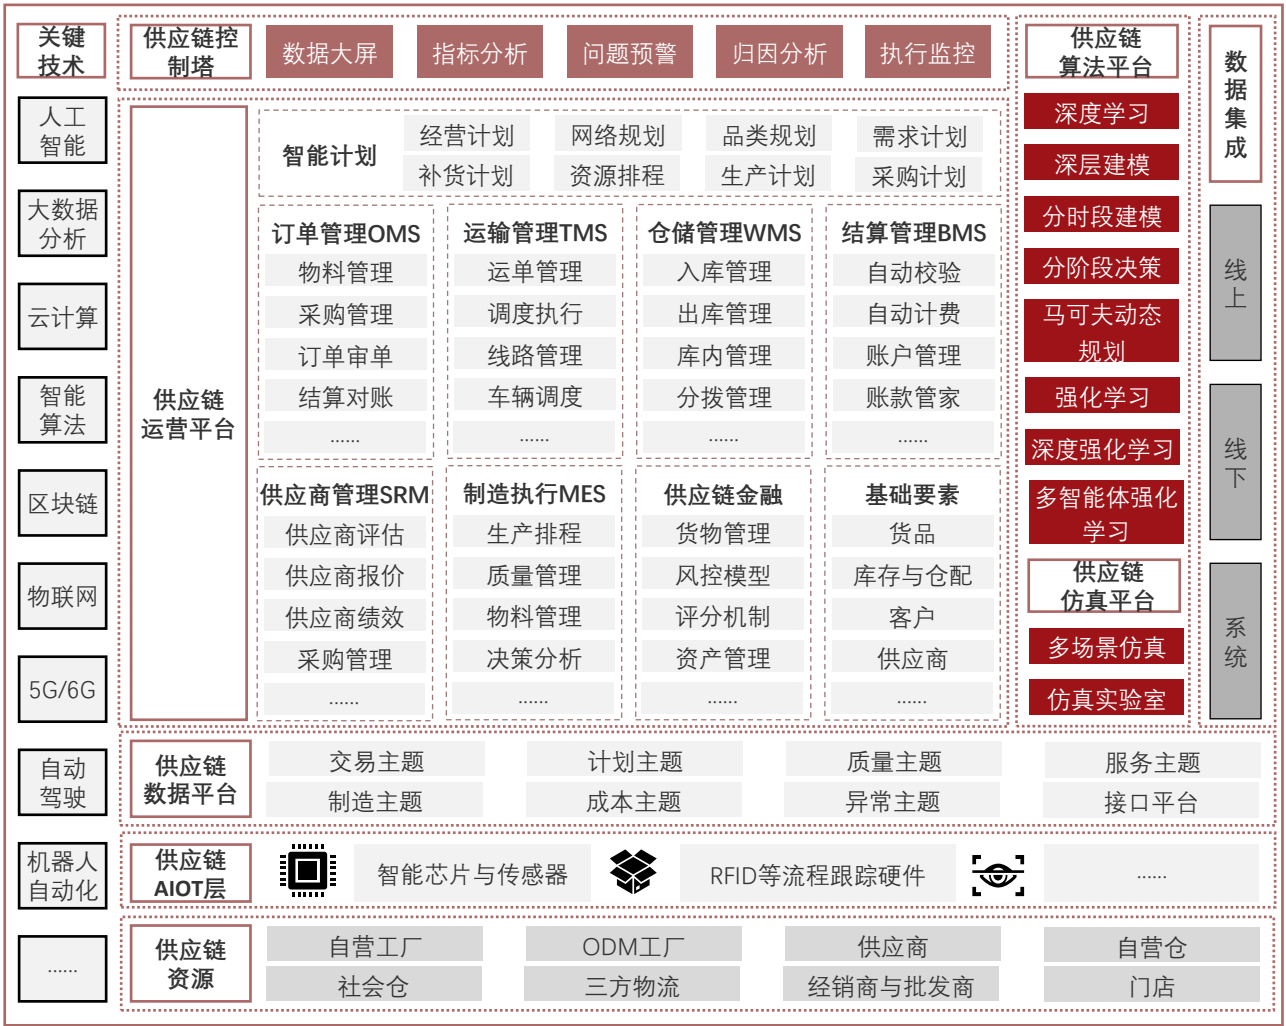 关键
技术
人工
智能
大数据
分析
云计算
智能
算法
区块链
物联网
5G/6G
自动
驾驶
机器人
自动化
......
供应链控
制塔
数据大屏
指标分析
问题预警
归因分析
执行监控
供应链
运营平台
智能计划
经营计划
网络规划
品类规划
需求计划
补货计划
资源排程
生产计划
采购计划
订单管理OMS
物料管理
采购管理
订单审单
结算对账
......
运输管理TMS
运单管理
调度执行
线路管理
车辆调度
......
仓储管理WMS
入库管理
出库管理
库内管理
分拨管理
......
结算管理BMS
自动校验
自动计费
账户管理
账款管家
......
供应商管理SRM
供应商评估
供应商报价
供应商绩效
采购管理
......
制造执行MES
生产排程
质量管理
物料管理
决策分析
......
供应链金融
货物管理
风控模型
评分机制
资产管理
......
基础要素
货品
库存与仓配
客户
供应商
......
供应链
算法平台
深度学习
深层建模
分时段建模
分阶段决策
马可夫动态
规划
强化学习
深度强化学习
多智能体强化
学习
供应链
仿真平台
多场景仿真
仿真实验室
数
据
集
成
线
上
线
下
系
统
供应链
数据平台
交易主题
计划主题
质量主题
服务主题
制造主题
成本主题
异常主题
接口平台
供应链
AIOT层
智能芯片与传感器
RFID等流程跟踪硬件
......
供应链
资源
自营工厂
ODM工厂
供应商
自营仓
社会仓
三方物流
经销商与批发商
门店